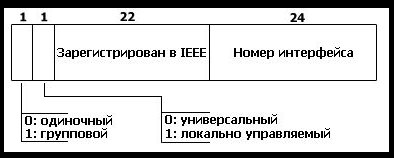 1 1 22 24
Зарегистрирован в IEEE Номер интерфейса
0: одиночный 0: универсальный
1: групповой 1: локально управляемый